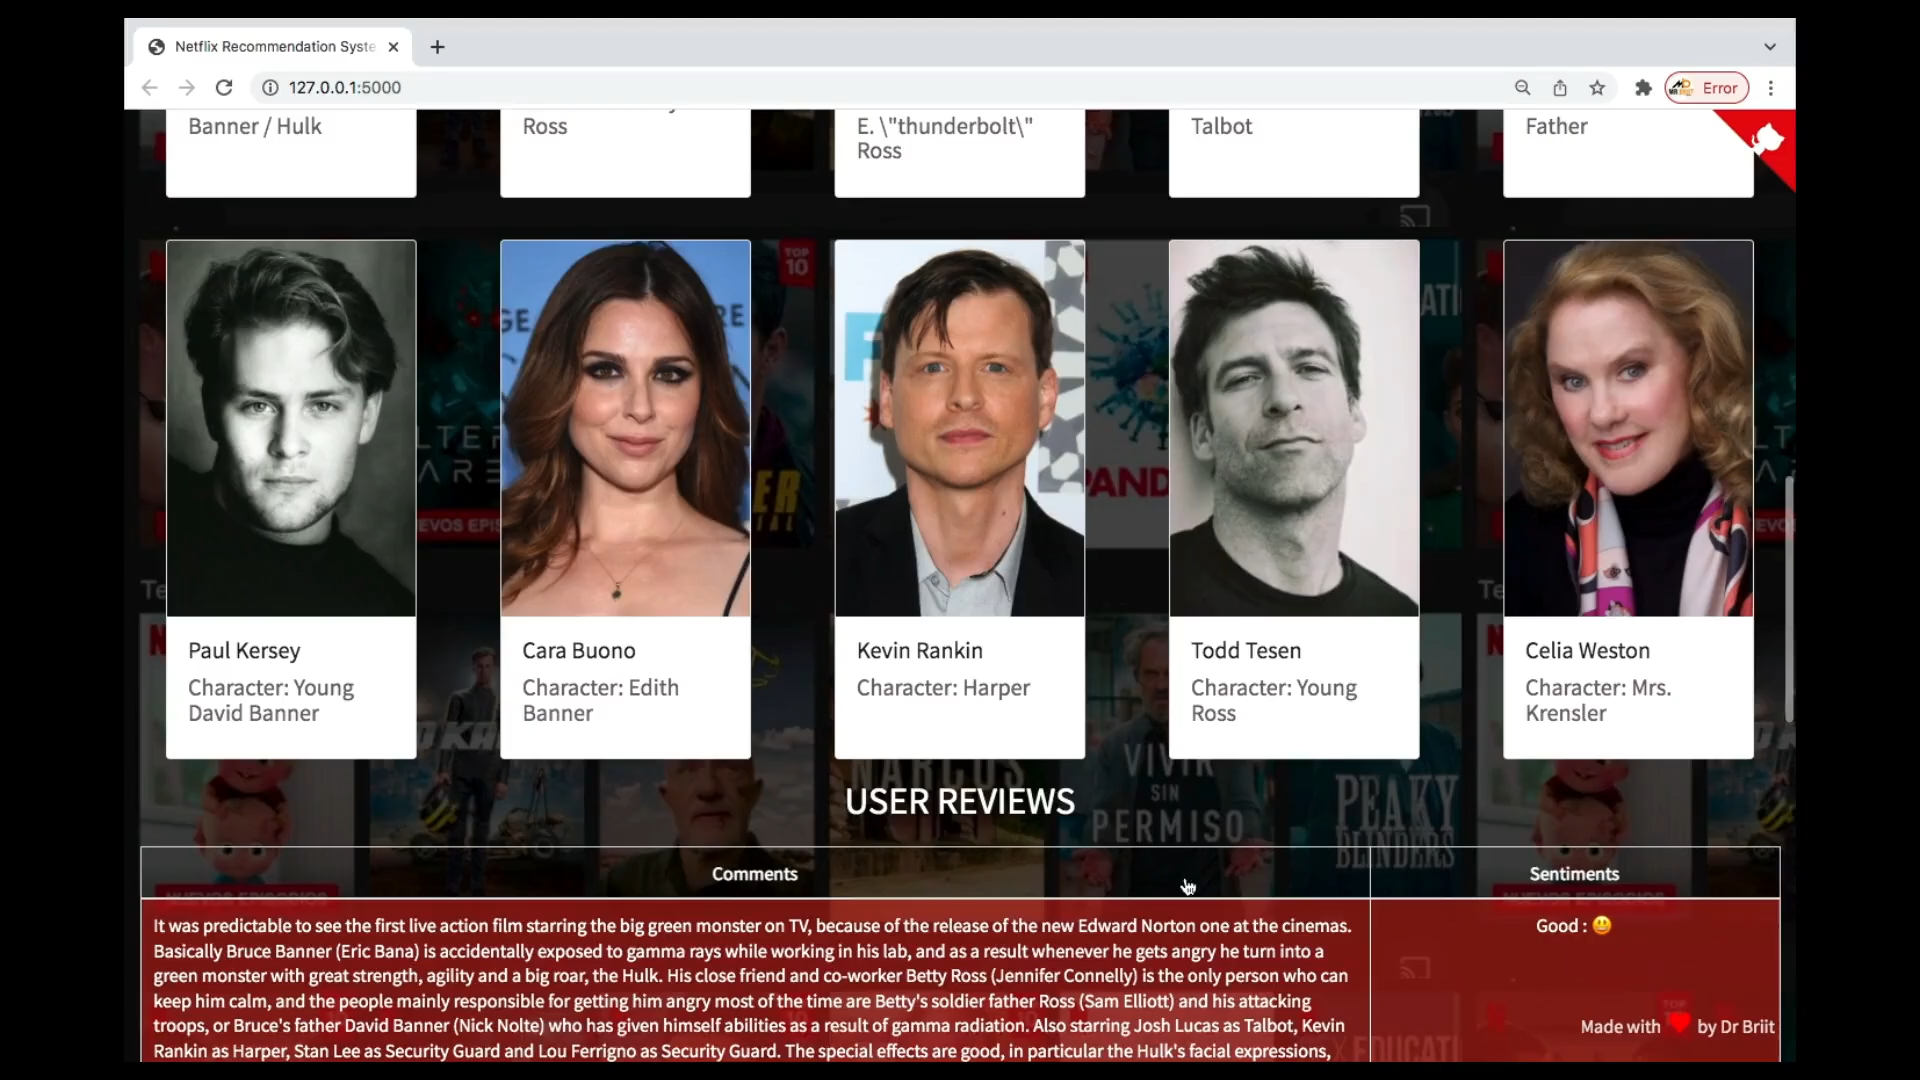 Netflix Recommendation Syste
127.0.0.1:5000
Error
Banner / Hulk
Ross
E. \"thunderbolt\"
Ross
Talbot
Father
TOP
10
Paul Kersey
Character: Young
David Banner
Cara Buono
Character: Edith
Banner
Kevin Rankin
Character: Harper
Todd Tesen
Character: Young
Ross
Celia Weston
Character: Mrs.
Krensler
NARCOS
VIVIR
SIN
PERMISO
PEAKY
BLINDERS
USER REVIEWS
NUEVOS EPISODIOS
Comments
Sentiments
It was predictable to see the first live action film starring the big green monster on TV, because of the release of the new Edward Norton one at the cinemas.
Basically Bruce Banner (Eric Bana) is accidentally exposed to gamma rays while working in his lab, and as a result whenever he gets angry he turn into a
green monster with great strength, agility and a big roar, the Hulk. His close friend and co-worker Betty Ross (Jennifer Connelly) is the only person who can
keep him calm, and the people mainly responsible for getting him angry most of the time are Betty's soldier father Ross (Sam Elliott) and his attacking
troops, or Bruce's father David Banner (Nick Nolte) who has given himself abilities as a result of gamma radiation. Also starring Josh Lucas as Talbot, Kevin
Rankin as Harper, Stan Lee as Security Guard and Lou Ferrigno as Security Guard. The special effects are good, in particular the Hulk's facial expressions,
Good : 😃
Made with ❤ by Dr Briit